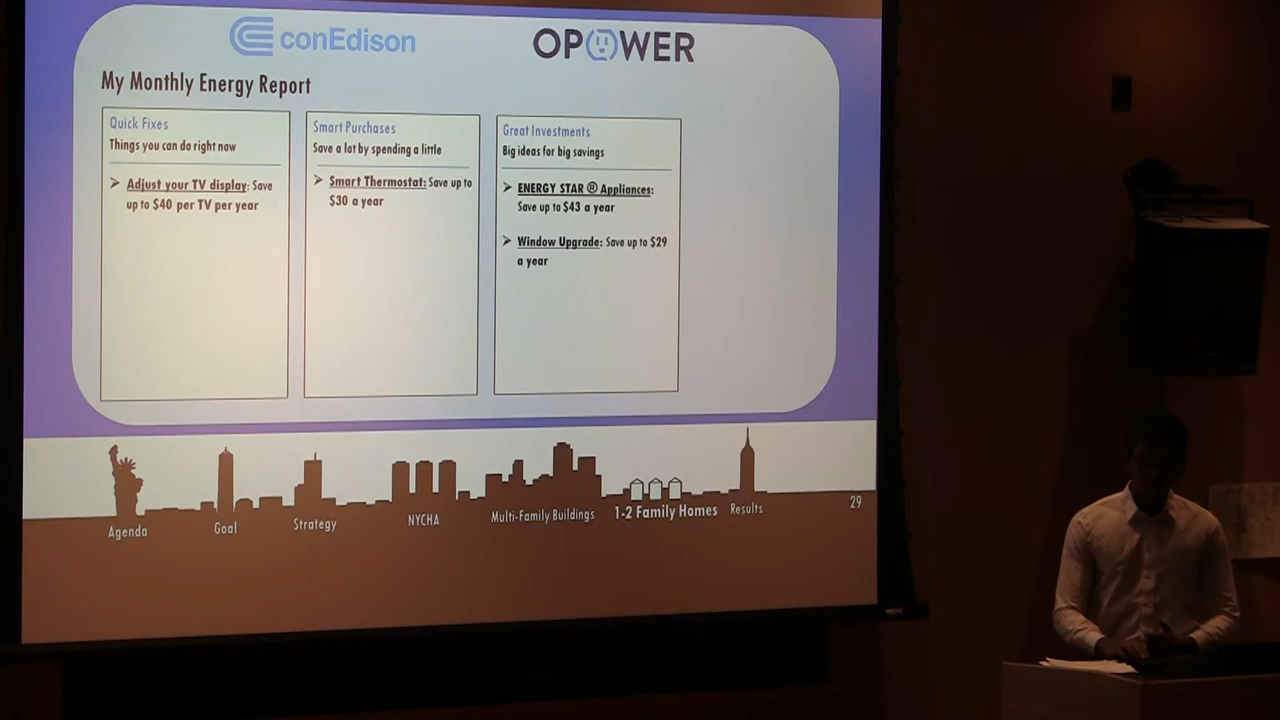 conEdison
OPOWER
My Monthly Energy Report
Quick Fixes
Things you can do right now
➢ Adjust your TV display: Save
up to $40 per TV per year
Smart Purchases
Save a lot by spending a little
➢ Smart Thermostat: Save up to
$30 a year
Great Investments
Big ideas for big savings
➢ ENERGY STAR ® Appliances:
Save up to $43 a year
➢ Window Upgrade: Save up to $29
a year
Agenda
Goal
Strategy
NYCHA
Multi-Family Buildings
1-2 Family Homes
Results
29